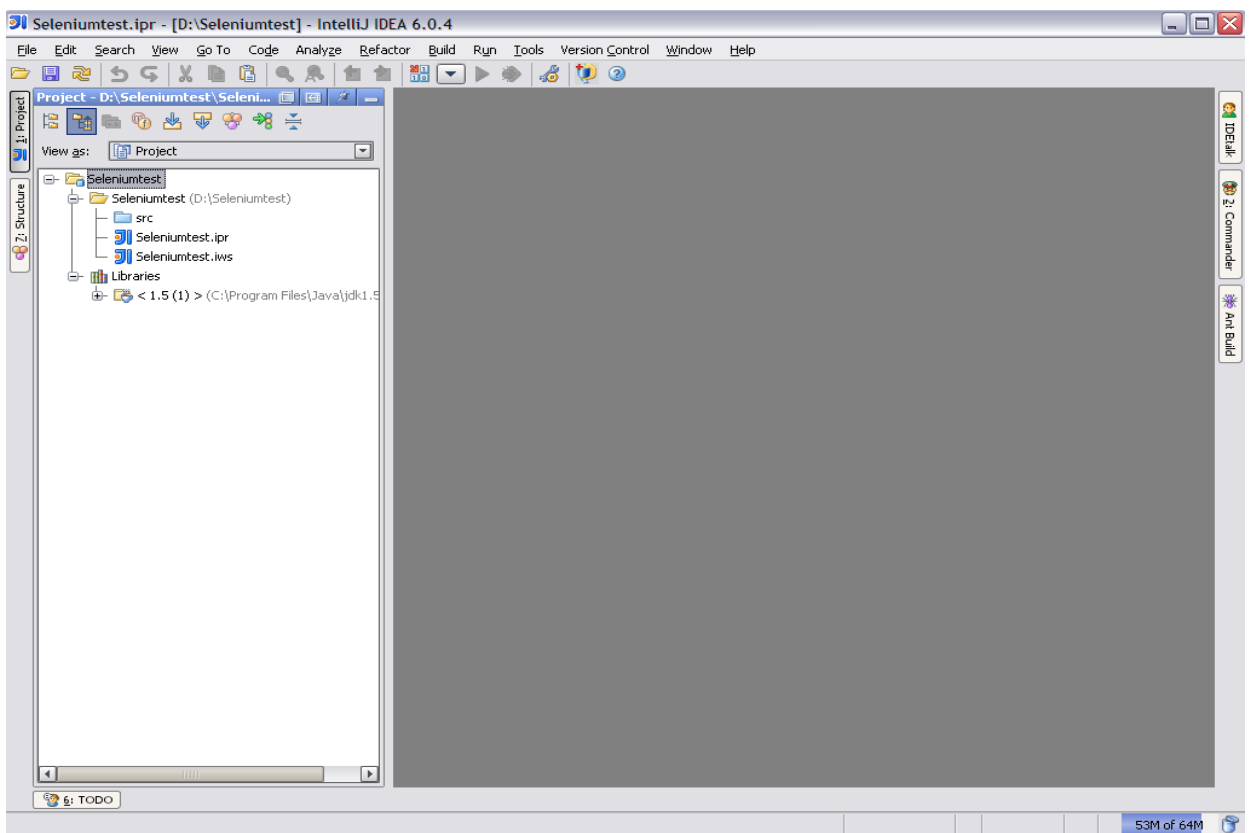 Seleniumtest.ipr - [D:\Seleniumtest] - IntelliJ IDEA 6.0.4
File Edit Search View Go To Code Analyze Refactor Build Run Tools Version Control Window Help
Project - D:\Seleniumtest\Seleni...
1: Project
7: Structure
View as: Project
Seleniumtest
Seleniumtest (D:\Seleniumtest)
src
Seleniumtest.ipr
Seleniumtest.iws
Libraries
< 1.5 (1) > (C:\Program Files\Java\jdk1.5
IDEtalk
2: Commander
Ant Build
6: TODO
53M of 64M